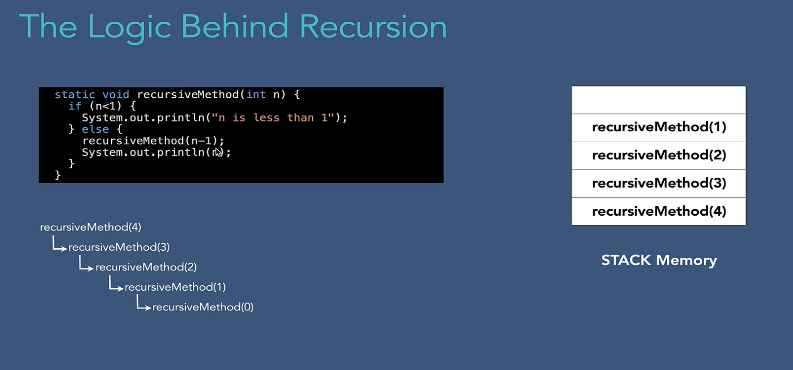 The Logic Behind Recursion
static void recursiveMethod(int n) {
if (n<1) {
System.out.println("n is less than 1");
} else {
recursiveMethod(n-1);
System.out.println(n);
}
}
recursiveMethod(4)
recursiveMethod(3)
recursiveMethod(2)
recursiveMethod(1)
recursiveMethod(0)
recursiveMethod(1)
recursiveMethod(2)
recursiveMethod(3)
recursiveMethod(4)
STACK Memory